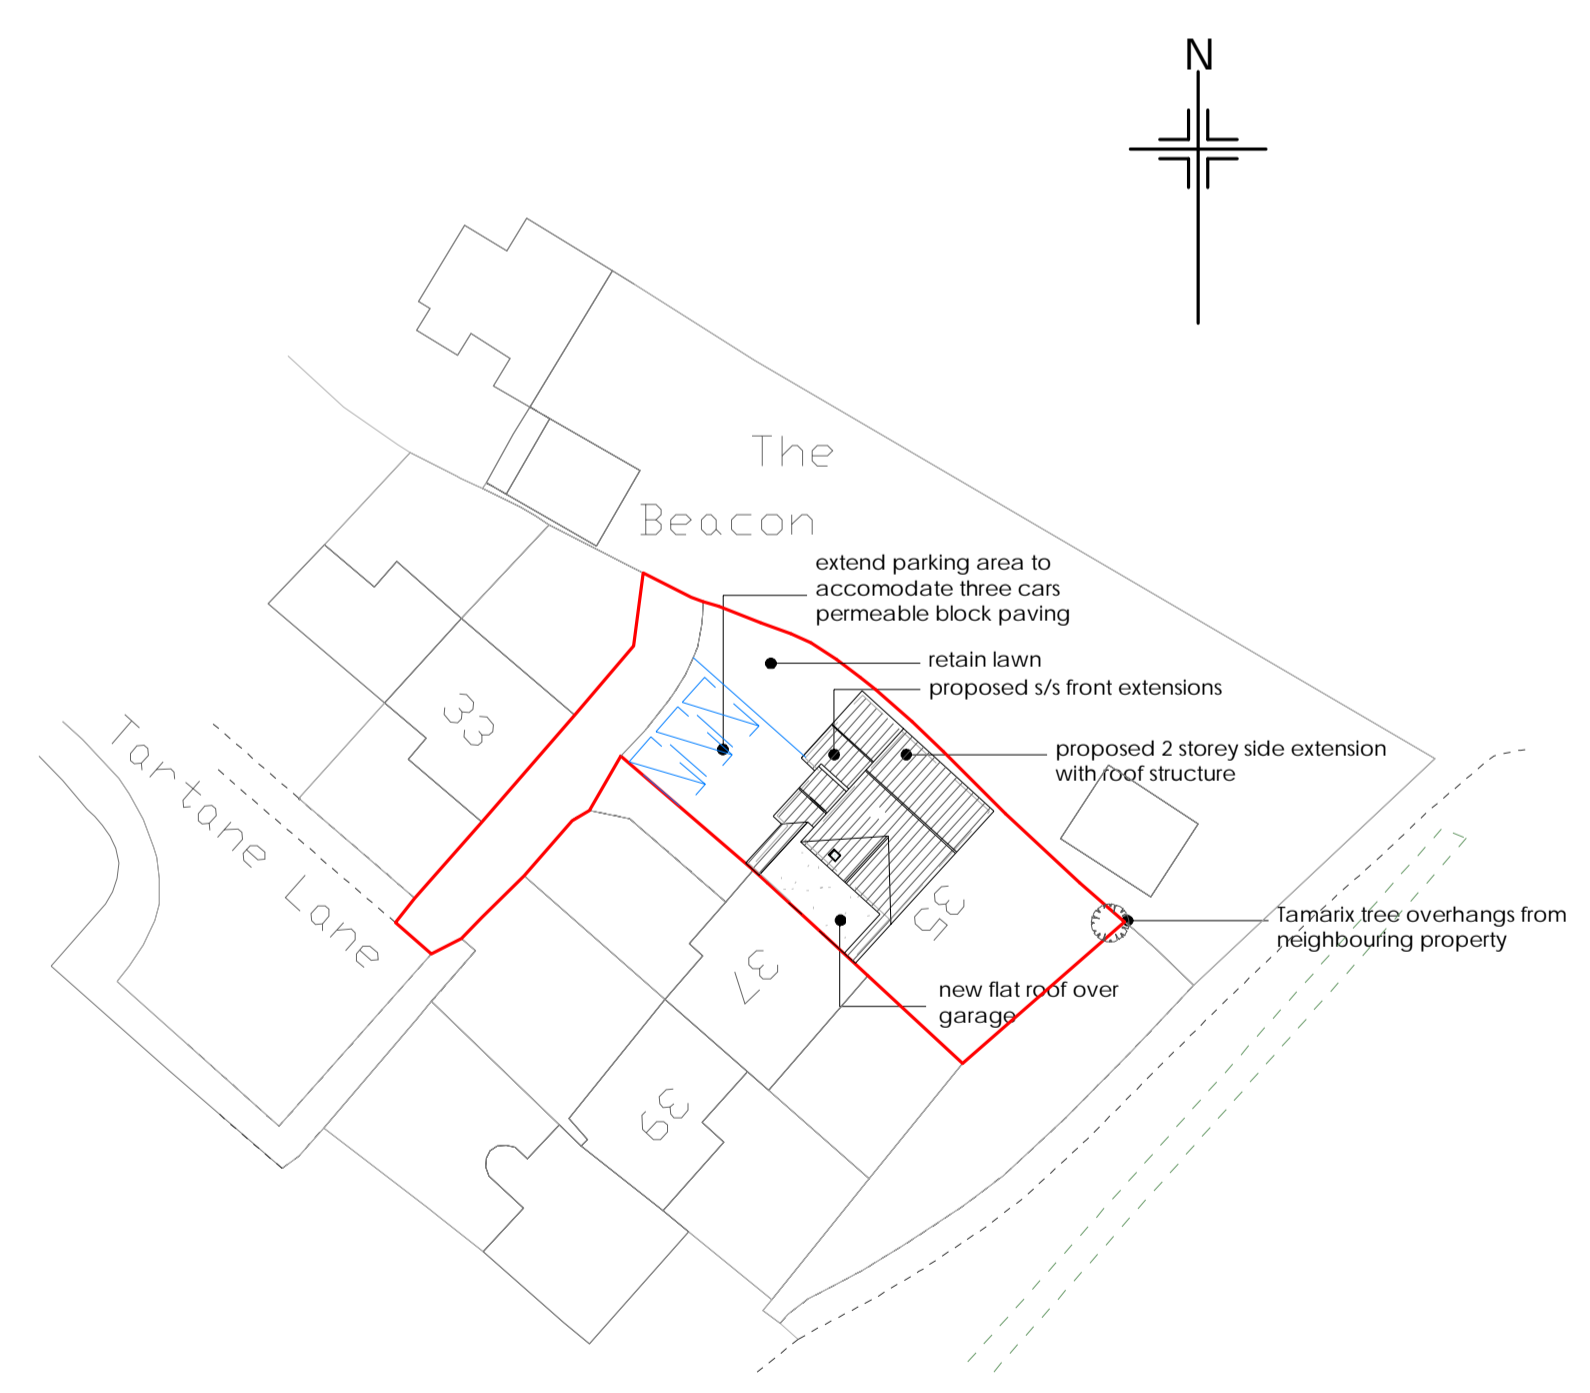 N
The
Beacon
extend parking area to
accomodate three cars
permeable block paving
retain lawn
proposed s/s front extensions
proposed 2 storey side extension
with roof structure
33
Tartane Lane
35
Tamarix tree overhangs from
neighbouring property
37
new flat roof over
garage
39